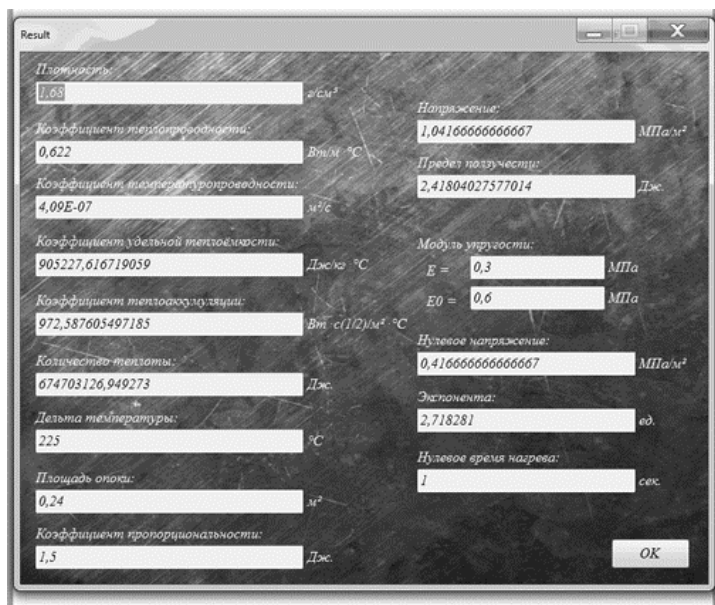 Result
Плотность:
1,68 г/см³
Коэффициент теплопроводности:
0,622 Вт/м ·°С
Коэффициент температуропроводности:
4,09E-07 м²/с
Коэффициент удельной теплоёмкости:
905227,616719059 Дж/кг ·°С
Коэффициент теплоаккумуляции:
972,587605497185 Вт ·с(1/2)/м² ·°С
Количество теплоты:
674703126,949273 Дж.
Дельта температуры:
225 °С
Площадь опоки:
0,24 м²
Коэффициент пропорциональности:
1,5 Дж.
Напряжение:
1,04166666666667 МПа/м²
Предел ползучести:
2,41804027577014 Дж.
Модуль упругости:
E = 0,3 МПа
E0 = 0,6 МПа
Нулевое напряжение:
0,416666666666667 МПа/м²
Экспонента:
2,718281 ед.
Нулевое время нагрева:
1 сек.
OK